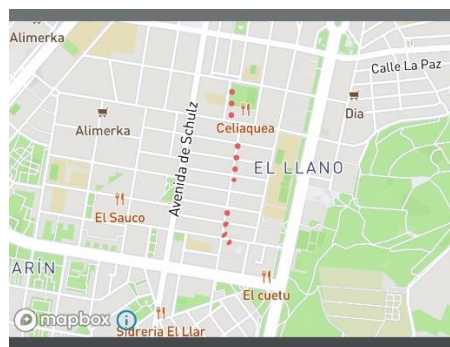 Alimerka
Calle La Paz
Celiaquea
Dia
Alimerka
Avenida de Schulz
EL LLANO
El Sauco
ARÍN
El cuetu
mapbox
Sidrería El Llar